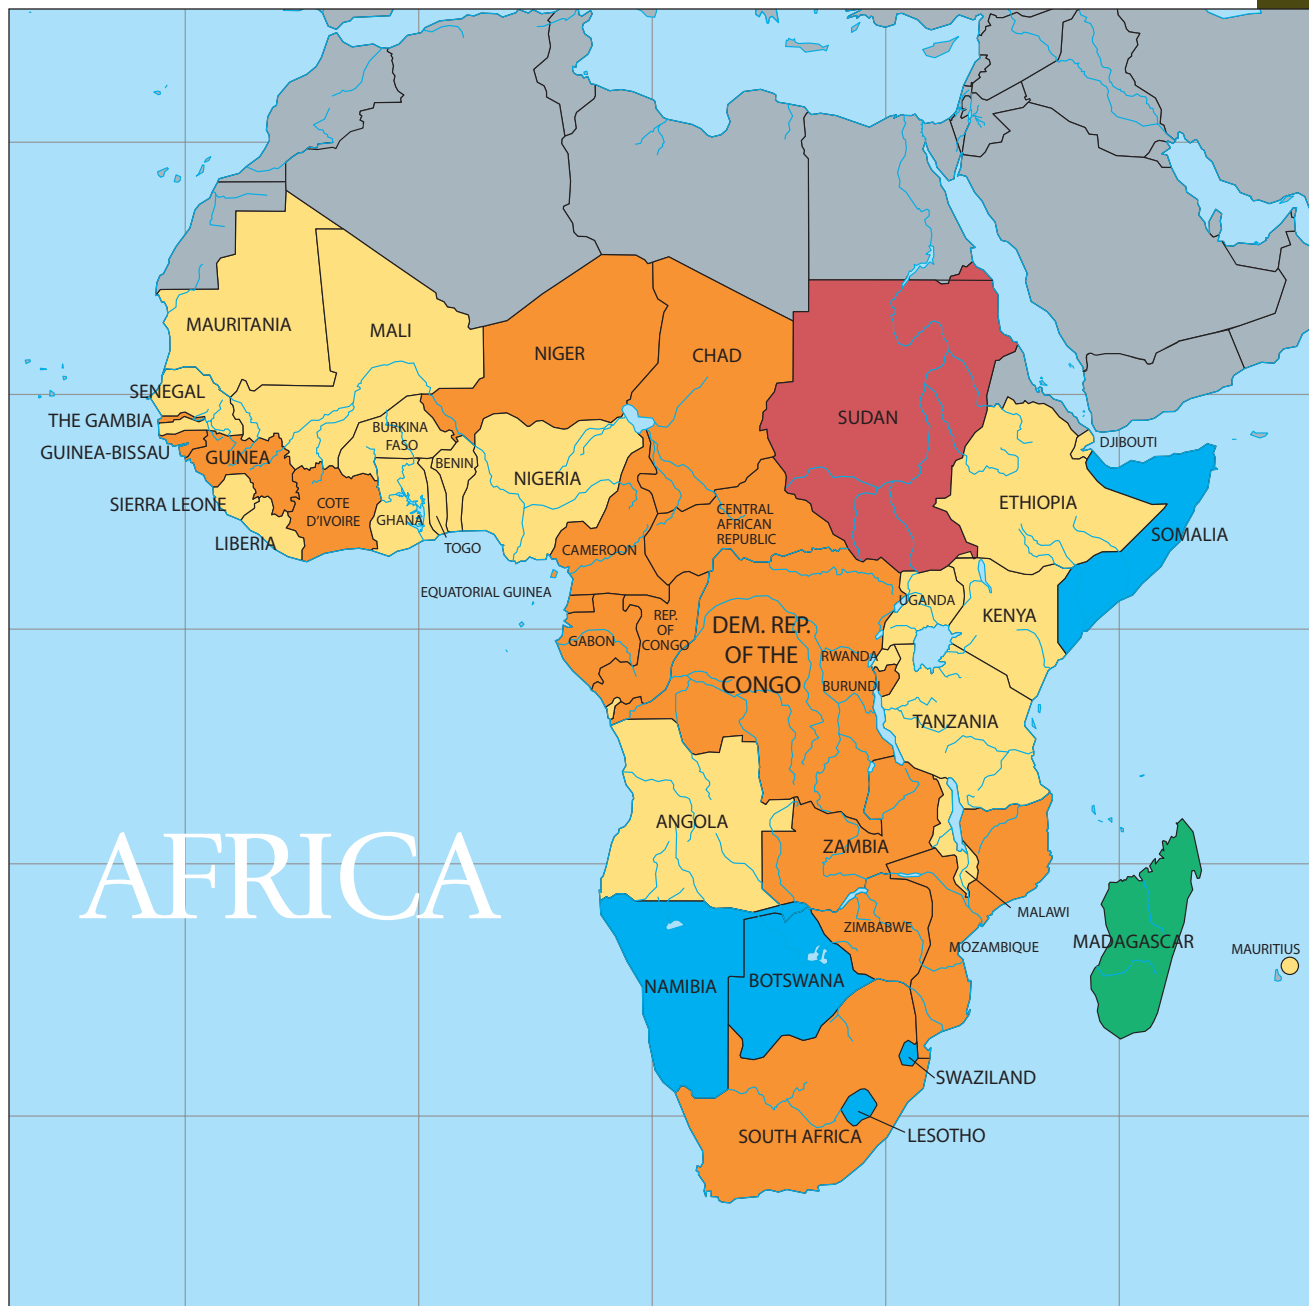 MAURITANIA
MALI
NIGER
CHAD
SUDAN
SENEGAL
THE GAMBIA
GUINEA-BISSAU
GUINEA
BURKINA
FASO
BENIN
NIGERIA
DJIBOUTI
ETHIOPIA
SOMALIA
SIERRA LEONE
COTE
D'IVOIRE
GHANA
LIBERIA
TOGO
CAMEROON
CENTRAL
AFRICAN
REPUBLIC
EQUATORIAL GUINEA
UGANDA
KENYA
GABON
REP.
OF
CONGO
DEM. REP.
OF THE
CONGO
RWANDA
BURUNDI
TANZANIA
ANGOLA
ZAMBIA
AFRICA
MALAWI
ZIMBABWE
MOZAMBIQUE
MADAGASCAR
MAURITIUS
NAMIBIA
BOTSWANA
SWAZILAND
SOUTH AFRICA
LESOTHO